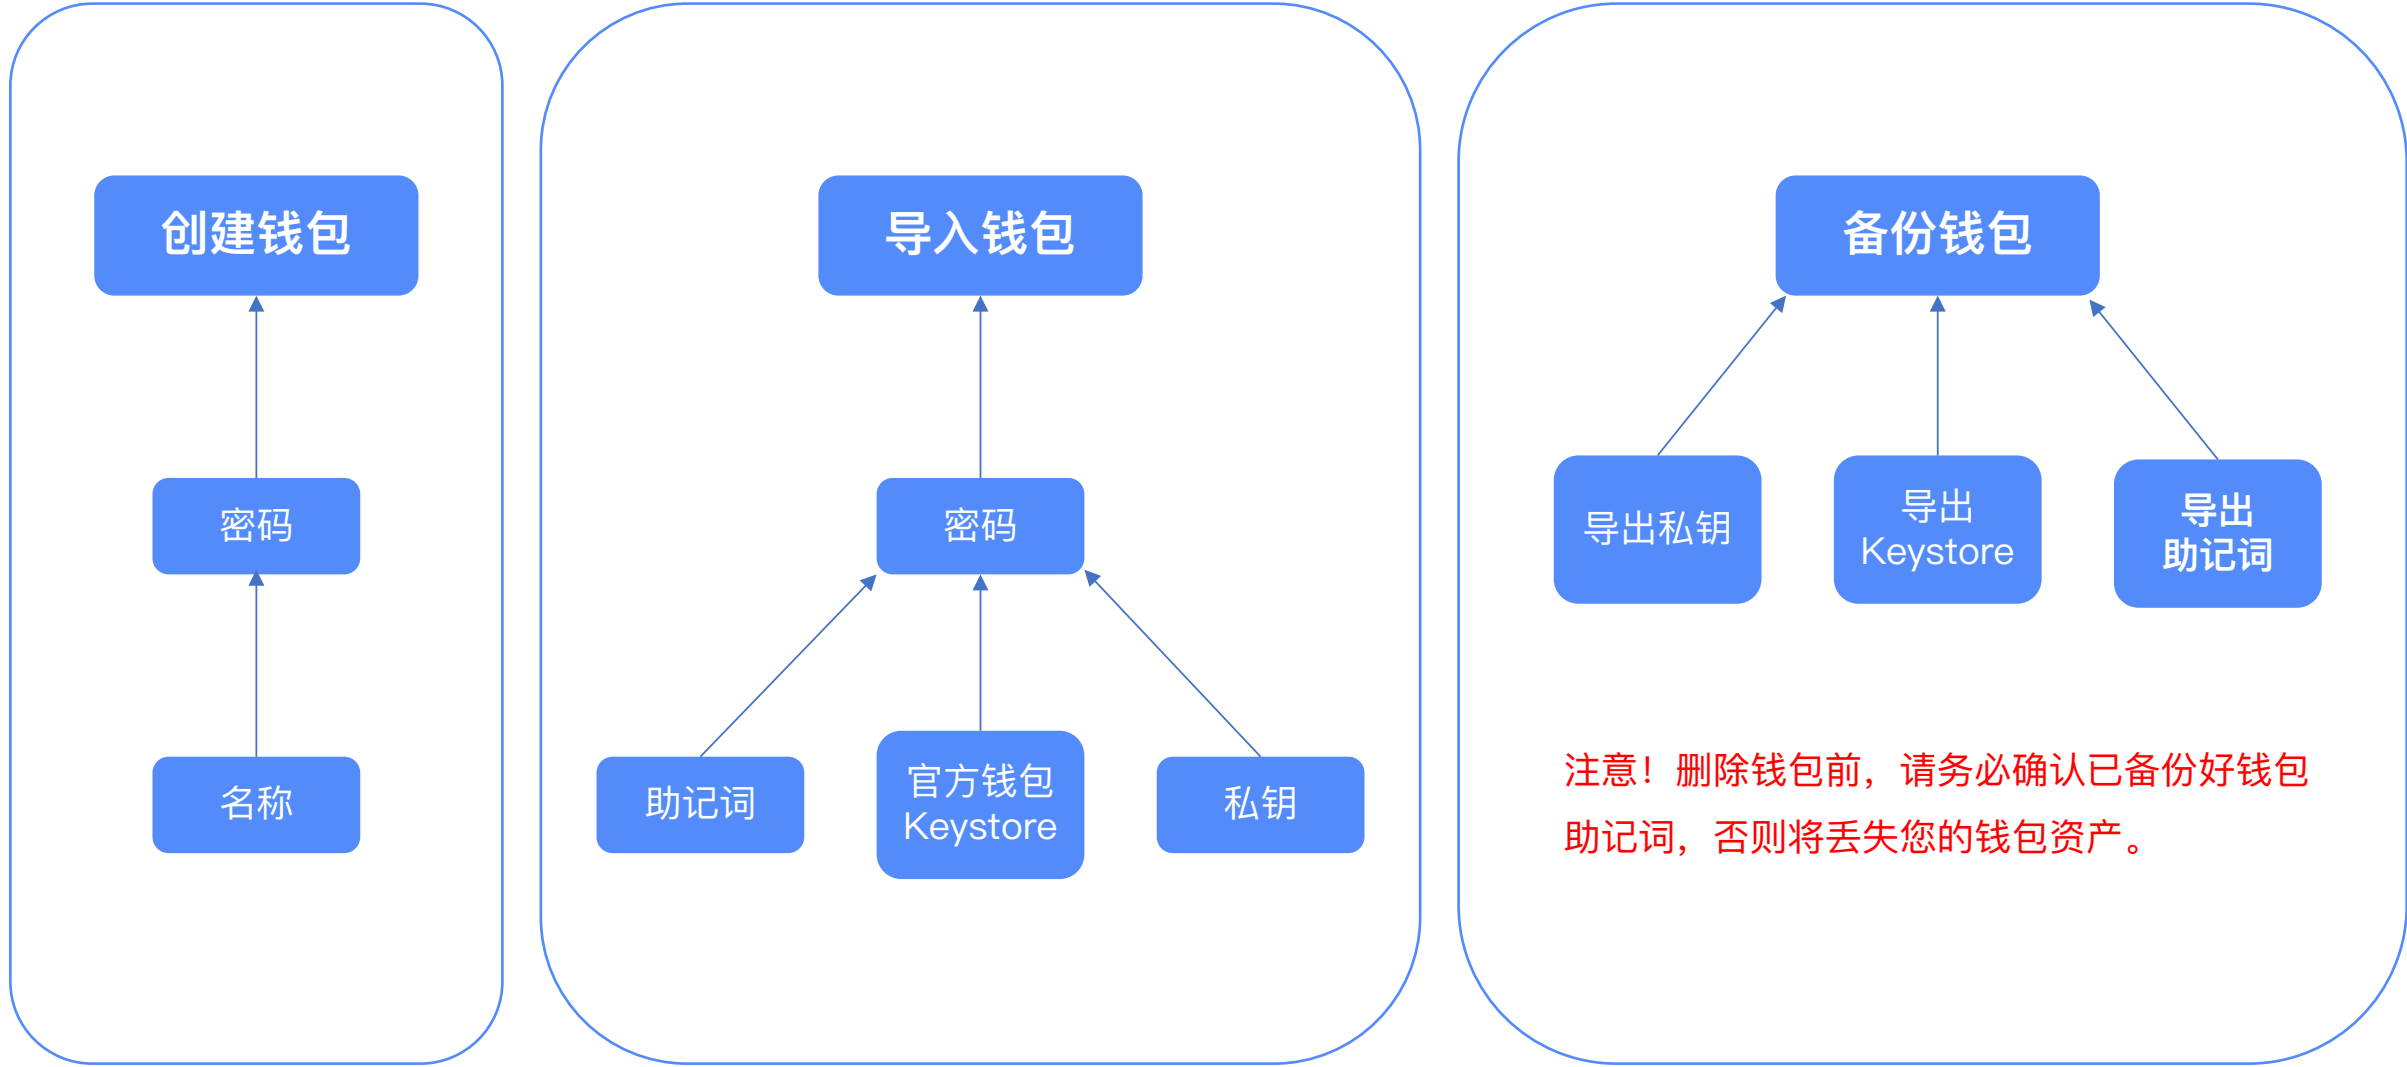 创建钱包
密码
名称
导入钱包
密码
助记词
官方钱包
Keystore
私钥
备份钱包
导出私钥
导出
Keystore
导出
助记词
注意！删除钱包前，请务必确认已备份好钱包
助记词，否则将丢失您的钱包资产。